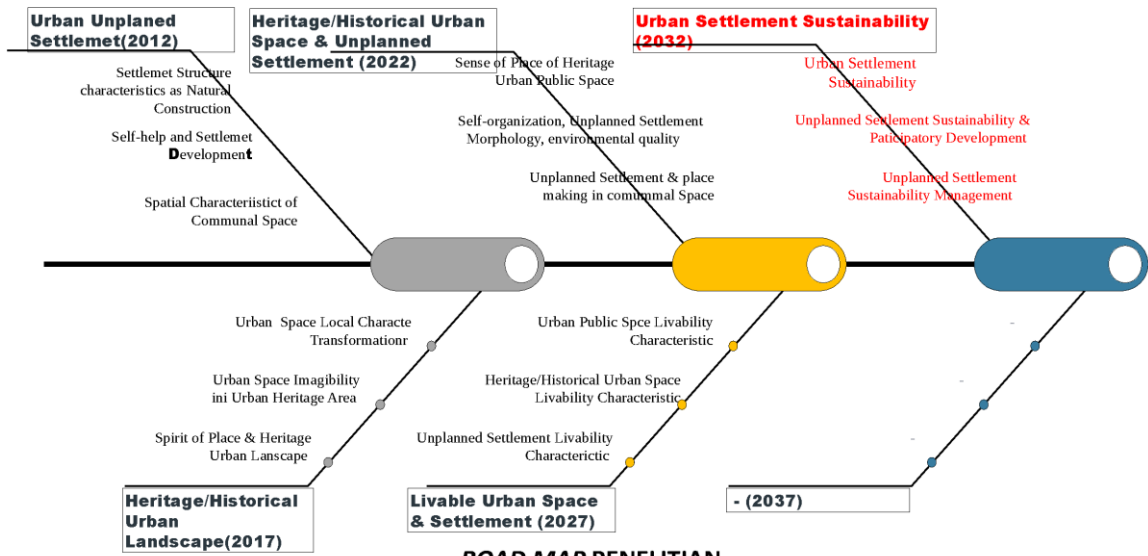 Urban Unplaned
Settlemet(2012)
Settlemet Structure
characteristics as Natural
Construction
Self-help and Settlemet
Development
Spatial Characteriistict of
Communal Space
Heritage/Historical Urban
Space & Unplanned
Settlement (2022)
Sense of Place of Heritage
Urban Public Space
Self-organization, Unplanned Settlement
Morphology, environmental quality
Unplanned Settlement & place
making in comummal Space
Urban Settlement Sustainability
(2032)
Urban Settlement
Sustainability
Unplanned Settlement Sustainability &
Paticipatory Development
Unplanned Settlement
Sustainability Management
Urban  Space Local Characte
Transformationr
Urban Space Imagibility
ini Urban Heritage Area
Spirit of Place & Heritage
Urban Lanscape
Heritage/Historical
Urban
Landscape(2017)
Urban Public Spce Livability
Characteristic
Heritage/Historical Urban Space
Livability Characteristic
Unplanned Settlement Livability
Characterictic
Livable Urban Space
& Settlement (2027)
-
-
-
- (2037)
ROAD MAP PENELITIAN